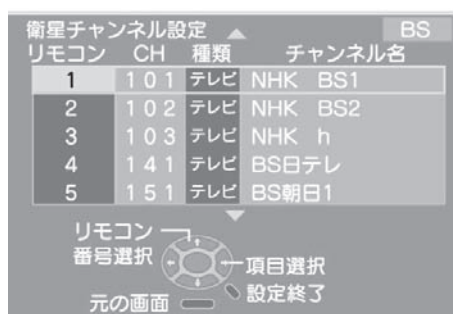 衛星チャンネル設定 BS
リモコン CH 種類 チャンネル名
1 101 テレビ NHK BS1
2 102 テレビ NHK BS2
3 103 テレビ NHK h
4 141 テレビ BS日テレ
5 151 テレビ BS朝日1
リモコン
番号選択
項目選択
設定終了
元の画面